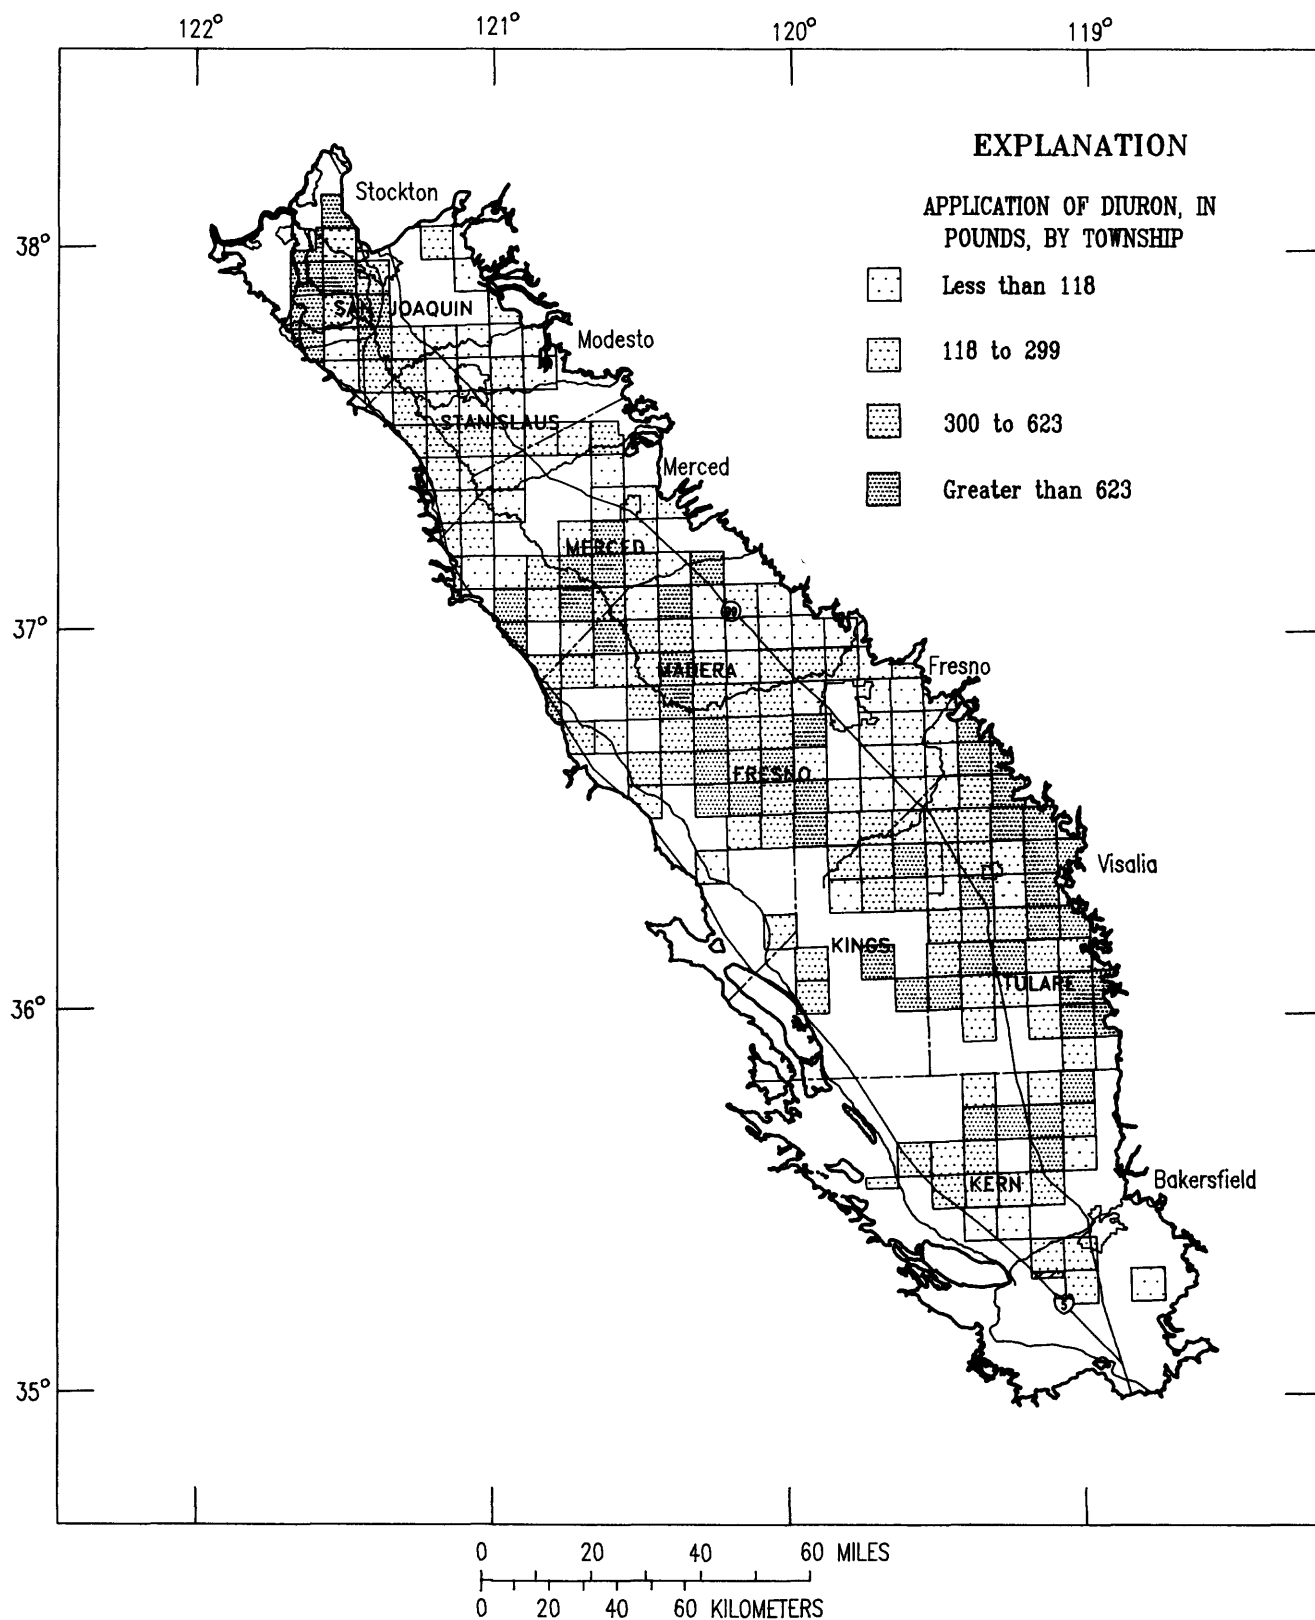 122° 121° 120° 119°
EXPLANATION
APPLICATION OF DIURON, IN
POUNDS, BY TOWNSHIP
Less than 118
118 to 299
300 to 623
Greater than 623
Stockton
38°
SAN JOAQUIN
Modesto
STANISLAUS
Merced
MERCED
99
37°
MADERA
Fresno
FRESNO
Visalia
KINGS
TULARE
36°
Bakersfield
KERN
5
35°
0 20 40 60 MILES
0 20 40 60 KILOMETERS